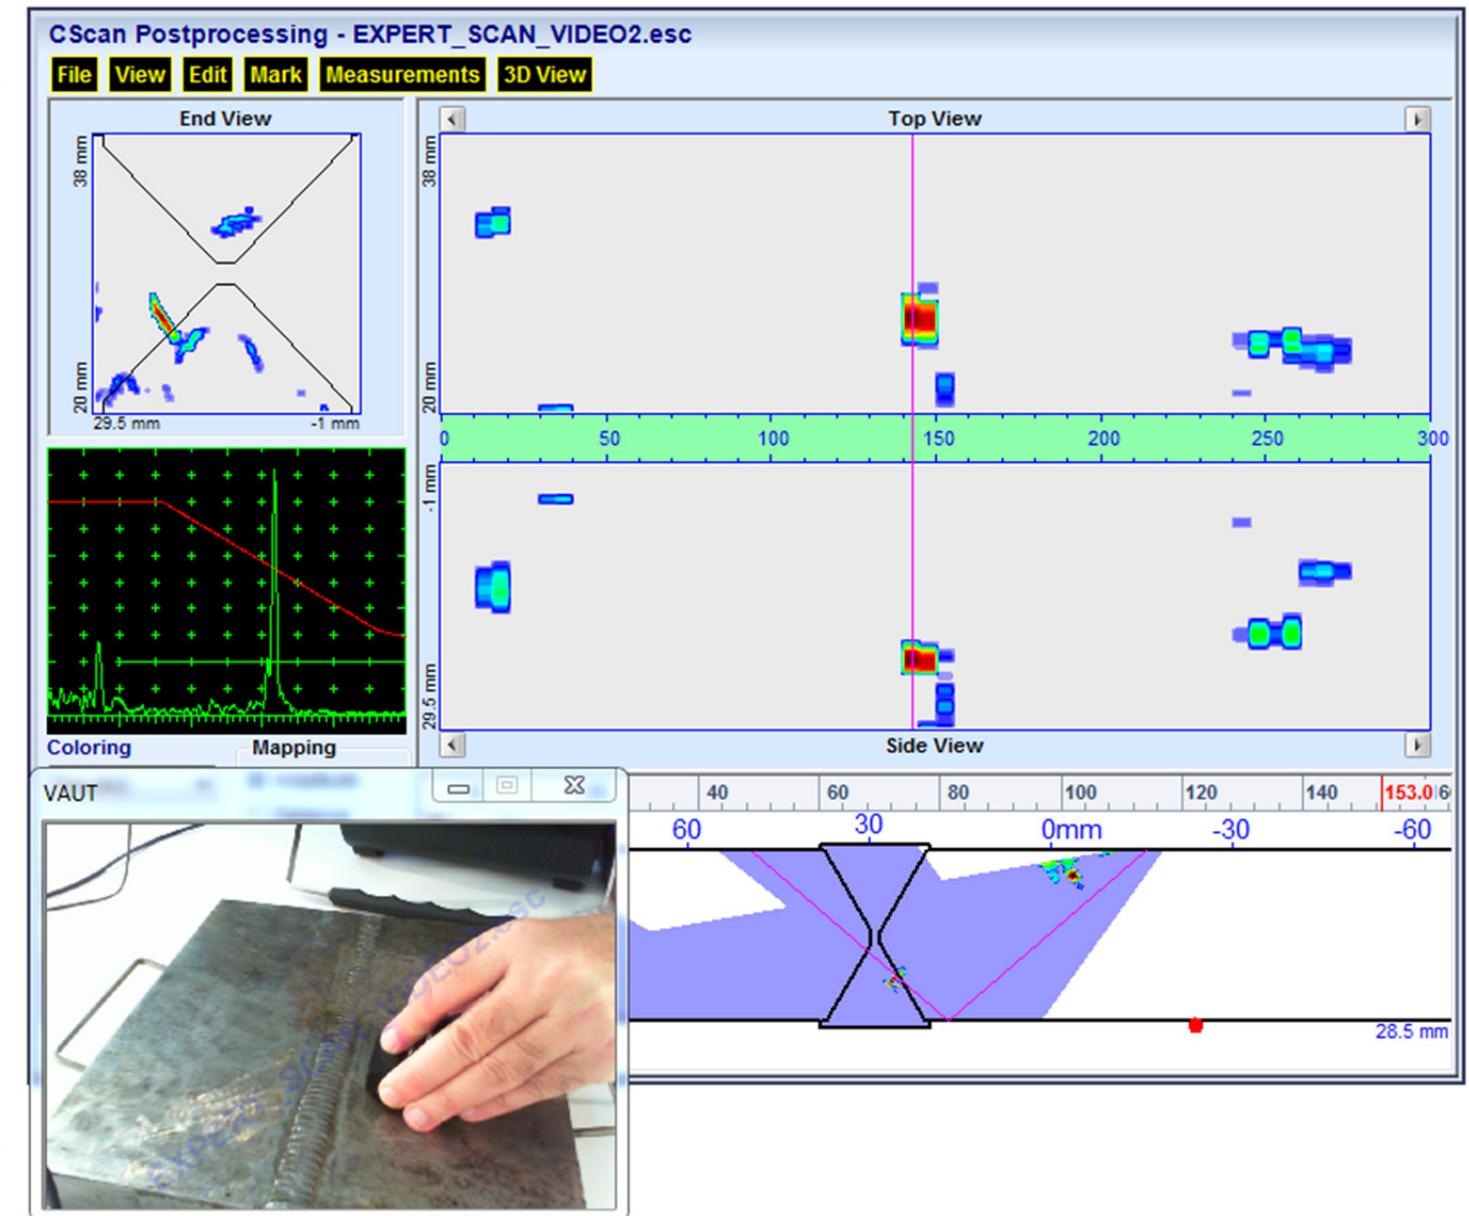 CScan Postprocessing - EXPERT_SCAN_VIDEO2.esc
File View Edit Mark Measurements 3D View
End View
38 mm
20 mm
29.5 mm -1 mm
Top View
38 mm
20 mm
0 50 100 150 200 250 300
-1 mm
29.5 mm
Side View
Coloring Mapping
VAUT
40 60 80 100 120 140 153.0
60 30 0mm -30 -60
28.5 mm
EXPERT_SCAN_VIDEO2.esc